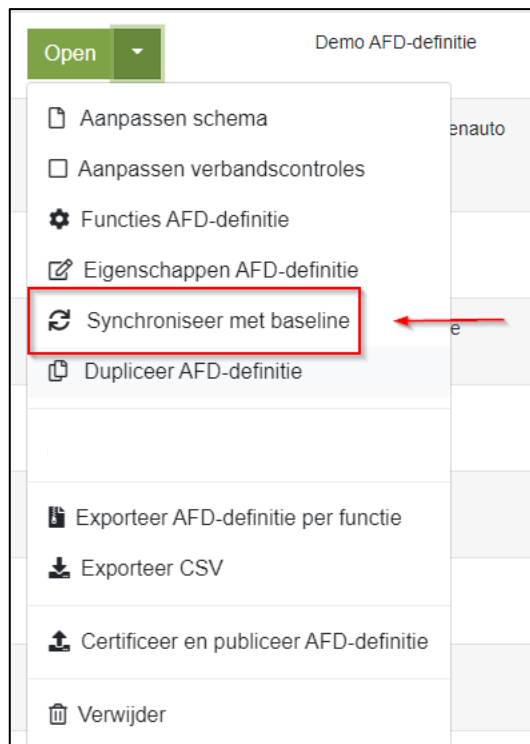 Open
Demo AFD-definitie
Aanpassen schema
enauto
Aanpassen verbandscontroles
Functies AFD-definitie
Eigenschappen AFD-definitie
Synchroniseer met baseline
e
Dupliceer AFD-definitie
Exporteer AFD-definitie per functie
Exporteer CSV
Certificeer en publiceer AFD-definitie
Verwijder